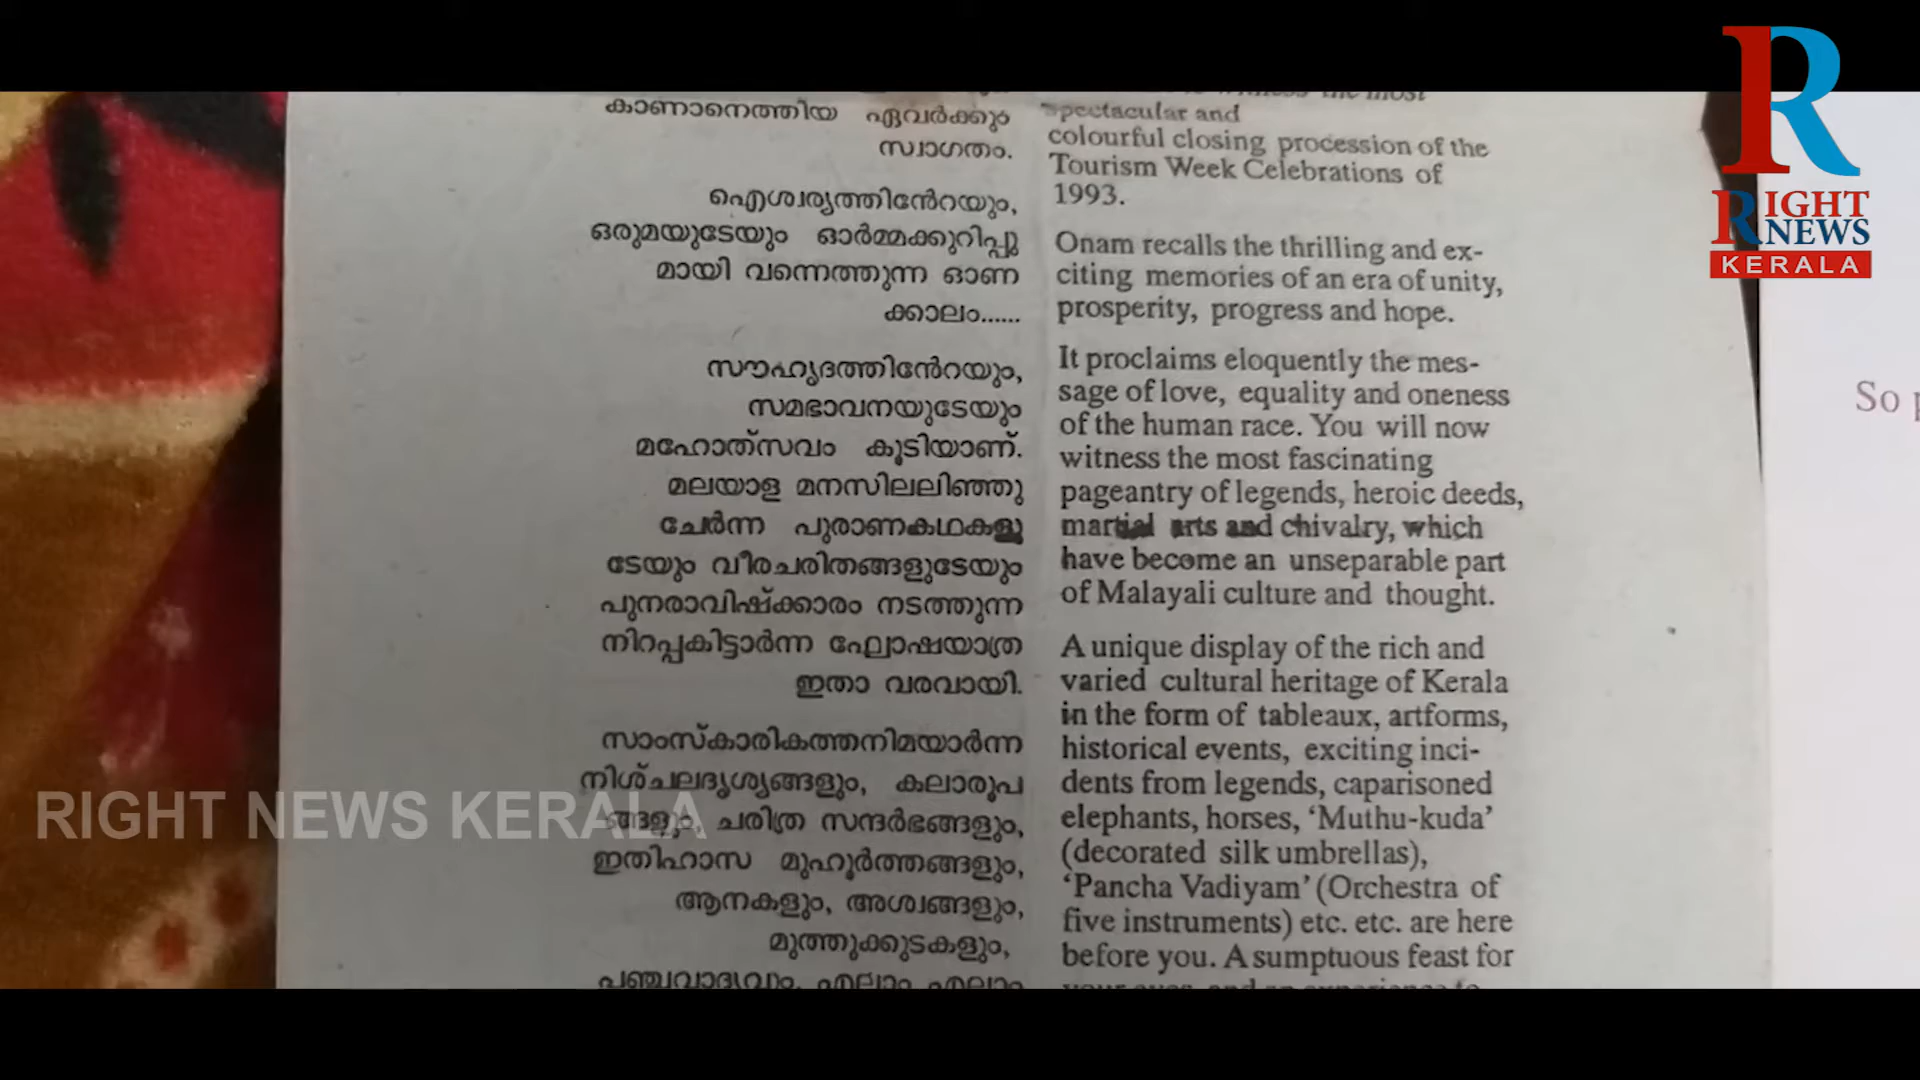 കാണാനെത്തിയ ഏവർക്കും
സ്വാഗതം.
ഐശ്വര്യത്തിൻേറയും,
ഒരുമയുടേയും ഓർമ്മക്കുറിപ്പു
മായി വന്നെത്തുന്ന ഓണ
ക്കാലം......
സൗഹൃദത്തിൻേറയും,
സമഭാവനയുടേയും
മഹോത്സവം കൂടിയാണ്.
മലയാള മനസിലലിഞ്ഞു
ചേർന്ന പുരാണകഥകളു
ടേയും വീരചരിതങ്ങളുടേയും
പുനരാവിഷ്ക്കാരം നടത്തുന്ന
നിറപ്പകിട്ടാർന്ന ഘോഷയാത്ര
ഇതാ വരവായി.
സാംസ്കാരികത്തനിമയാർന്ന
നിശ്ചലദൃശ്യങ്ങളും, കലാരൂപ
ങ്ങളും, ചരിത്ര സന്ദർഭങ്ങളും,
ഇതിഹാസ മുഹൂർത്തങ്ങളും,
ആനകളും, അശ്വങ്ങളും,
മുത്തുക്കുടകളും,
പഞ്ചവാദ്യവും, എല്ലാം എല്ലാം
witness the most
spectacular and
colourful closing procession of the
Tourism Week Celebrations of
1993.
Onam recalls the thrilling and ex-
citing memories of an era of unity,
prosperity, progress and hope.
It proclaims eloquently the mes-
sage of love, equality and oneness
of the human race. You will now
witness the most fascinating
pageantry of legends, heroic deeds,
martial arts and chivalry, which
have become an unseparable part
of Malayali culture and thought.
A unique display of the rich and
varied cultural heritage of Kerala
in the form of tableaux, artforms,
historical events, exciting inci-
dents from legends, caparisoned
elephants, horses, ‘Muthu-kuda’
(decorated silk umbrellas),
‘Pancha Vadiyam’ (Orchestra of
five instruments) etc. etc. are here
before you. A sumptuous feast for
So
R
RIGHT
NEWS
KERALA
RIGHT NEWS KERALA